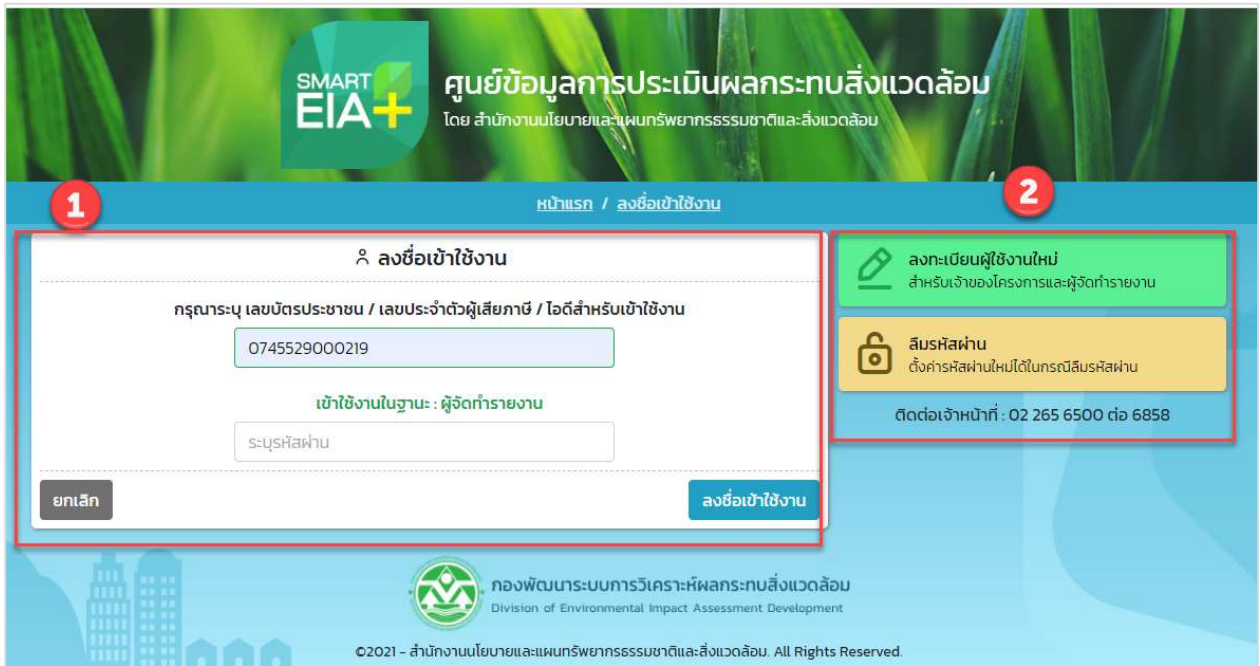 SMART
EIA+
ศูนย์ข้อมูลการประเมินผลกระทบสิ่งแวดล้อม
โดย สำนักงานนโยบายและแผนทรัพยากรธรรมชาติและสิ่งแวดล้อม
1
หน้าแรก / ลงชื่อเข้าใช้งาน
2
ลงชื่อเข้าใช้งาน
กรุณาระบุ เลขบัตรประชาชน / เลขประจำตัวผู้เสียภาษี / ไอดีสำหรับเข้าใช้งาน
0745529000219
เข้าใช้งานในฐานะ : ผู้จัดทำรายงาน
ระบุรหัสผ่าน
ยกเลิก
ลงชื่อเข้าใช้งาน
ลงทะเบียนผู้ใช้งานใหม่
สำหรับเจ้าของโครงการและผู้จัดทำรายงาน
ลืมรหัสผ่าน
ตั้งค่ารหัสผ่านใหม่ได้ในกรณีลืมรหัสผ่าน
ติดต่อเจ้าหน้าที่ : 02 265 6500 ต่อ 6858
กองพัฒนาระบบการวิเคราะห์ผลกระทบสิ่งแวดล้อม
Division of Environmental Impact Assessment Development
©2021 - สำนักงานนโยบายและแผนทรัพยากรธรรมชาติและสิ่งแวดล้อม. All Rights Reserved.